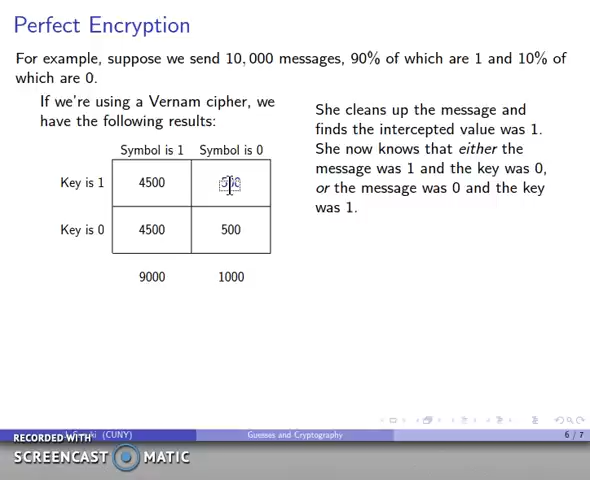 Perfect Encryption
For example, suppose we send 10,000 messages, 90% of which are 1 and 10% of
which are 0.
If we're using a Vernam cipher, we
have the following results:
Symbol is 1 Symbol is 0
Key is 1 4500 500
Key is 0 4500 500
9000 1000
She cleans up the message and
finds the intercepted value was 1.
She now knows that either the
message was 1 and the key was 0,
or the message was 0 and the key
was 1.
(CUNY) Guesses and Cryptography 6 / 7
RECORDED WITH
SCREENCAST MATIC